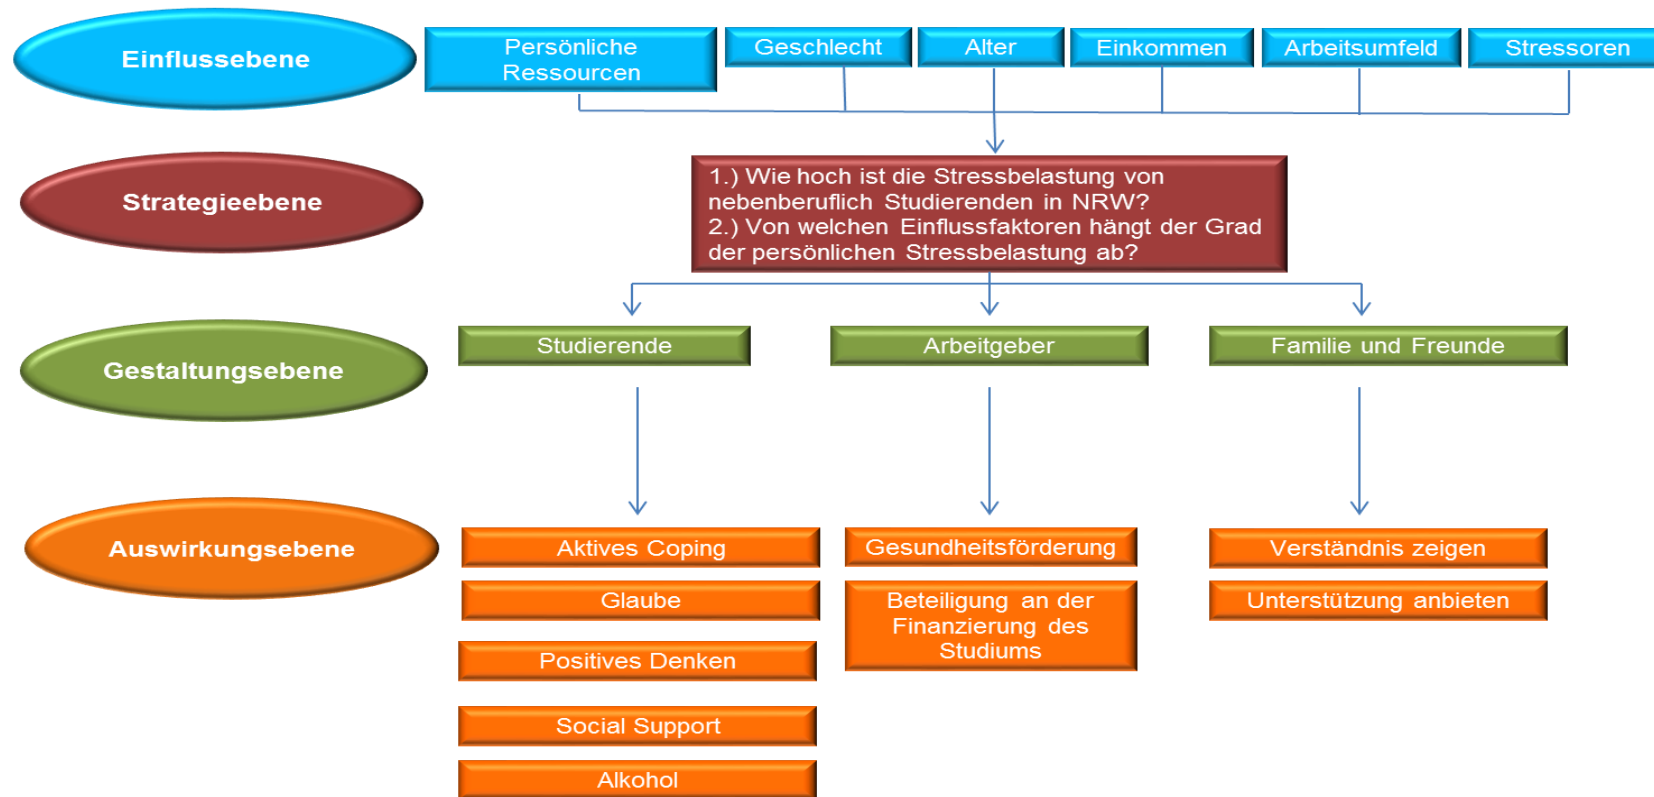 Einflussebene
Persönliche
Ressourcen
Geschlecht
Alter
Einkommen
Arbeitsumfeld
Stressoren
Strategieebene
1.) Wie hoch ist die Stressbelastung von
nebenberuflich Studierenden in NRW?
2.) Von welchen Einflussfaktoren hängt der Grad
der persönlichen Stressbelastung ab?
Gestaltungsebene
Studierende
Arbeitgeber
Familie und Freunde
Auswirkungsebene
Aktives Coping
Glaube
Positives Denken
Social Support
Alkohol
Gesundheitsförderung
Beteiligung an der
Finanzierung des
Studiums
Verständnis zeigen
Unterstützung anbieten